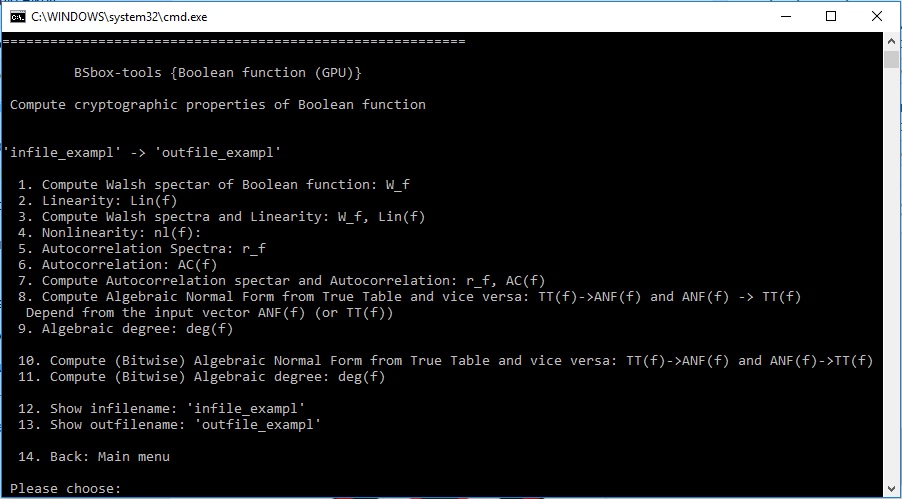 C:\WINDOWS\system32\cmd.exe
==========================================================
BSbox-tools {Boolean function (GPU)}
Compute cryptographic properties of Boolean function
'infile_exampl' -> 'outfile_exampl'
1. Compute Walsh spectar of Boolean function: W_f
2. Linearity: Lin(f)
3. Compute Walsh spectra and Linearity: W_f, Lin(f)
4. Nonlinearity: nl(f):
5. Autocorrelation Spectra: r_f
6. Autocorrelation: AC(f)
7. Compute Autocorrelation spectar and Autocorrelation: r_f, AC(f)
8. Compute Algebraic Normal Form from True Table and vice versa: TT(f)->ANF(f) and ANF(f) -> TT(f)
Depend from the input vector ANF(f) (or TT(f))
9. Algebraic degree: deg(f)
10. Compute (Bitwise) Algebraic Normal Form from True Table and vice versa: TT(f)->ANF(f) and ANF(f)->TT(f)
11. Compute (Bitwise) Algebraic degree: deg(f)
12. Show infilename: 'infile_exampl'
13. Show outfilename: 'outfile_exampl'
14. Back: Main menu
Please choose: